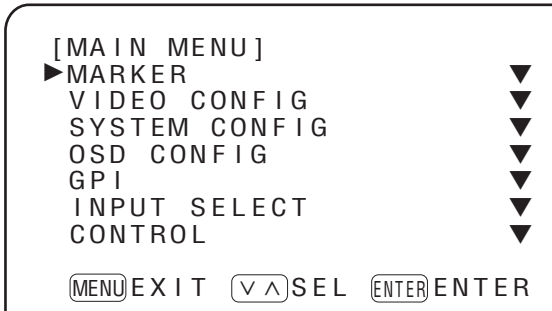 [MAIN MENU]
▶MARKER ▼
VIDEO CONFIG ▼
SYSTEM CONFIG ▼
OSD CONFIG ▼
GPI ▼
INPUT SELECT ▼
CONTROL ▼
MENU EXIT ∨ ∧ SEL ENTER ENTER